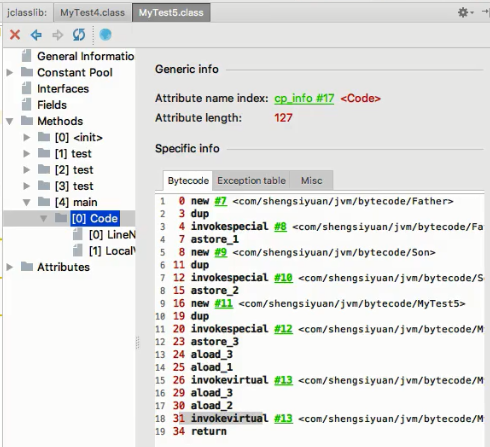 jclasslib: MyTest4.class MyTest5.class
General Informatio
Constant Pool
Interfaces
Fields
Methods
[0] <init>
[1] test
[2] test
[3] test
[4] main
[0] Code
[0] LineN
[1] LocalV
Attributes
Generic info
Attribute name index: cp_info #17 <Code>
Attribute length: 127
Specific info
Bytecode Exception table Misc
1 0 new #7 <com/shengsiyuan/jvm/bytecode/Father>
2 3 dup
3 4 invokespecial #8 <com/shengsiyuan/jvm/bytecode/Fa
4 7 astore_1
5 8 new #9 <com/shengsiyuan/jvm/bytecode/Son>
6 11 dup
7 12 invokespecial #10 <com/shengsiyuan/jvm/bytecode/S
8 15 astore_2
9 16 new #11 <com/shengsiyuan/jvm/bytecode/MyTest5>
10 19 dup
11 20 invokespecial #12 <com/shengsiyuan/jvm/bytecode/M
12 23 astore_3
13 24 aload_3
14 25 aload_1
15 26 invokevirtual #13 <com/shengsiyuan/jvm/bytecode/M
16 29 aload_3
17 30 aload_2
18 31 invokevirtual #13 <com/shengsiyuan/jvm/bytecode/M
19 34 return